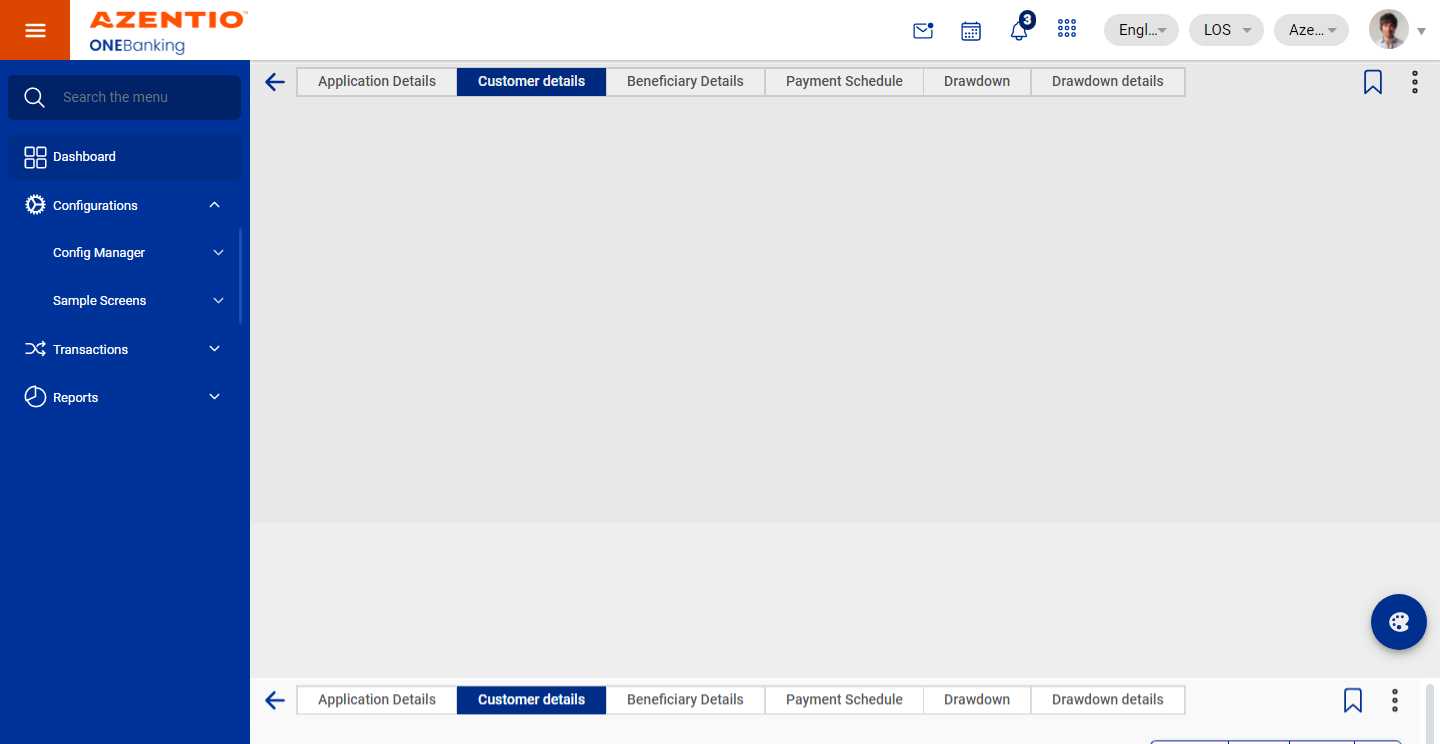 AZENTIO™
ONEBanking
3
Engl...
LOS
Aze...
Search the menu
Application Details
Customer details
Beneficiary Details
Payment Schedule
Drawdown
Drawdown details
Dashboard
Configurations
Config Manager
Sample Screens
Transactions
Reports
Application Details
Customer details
Beneficiary Details
Payment Schedule
Drawdown
Drawdown details